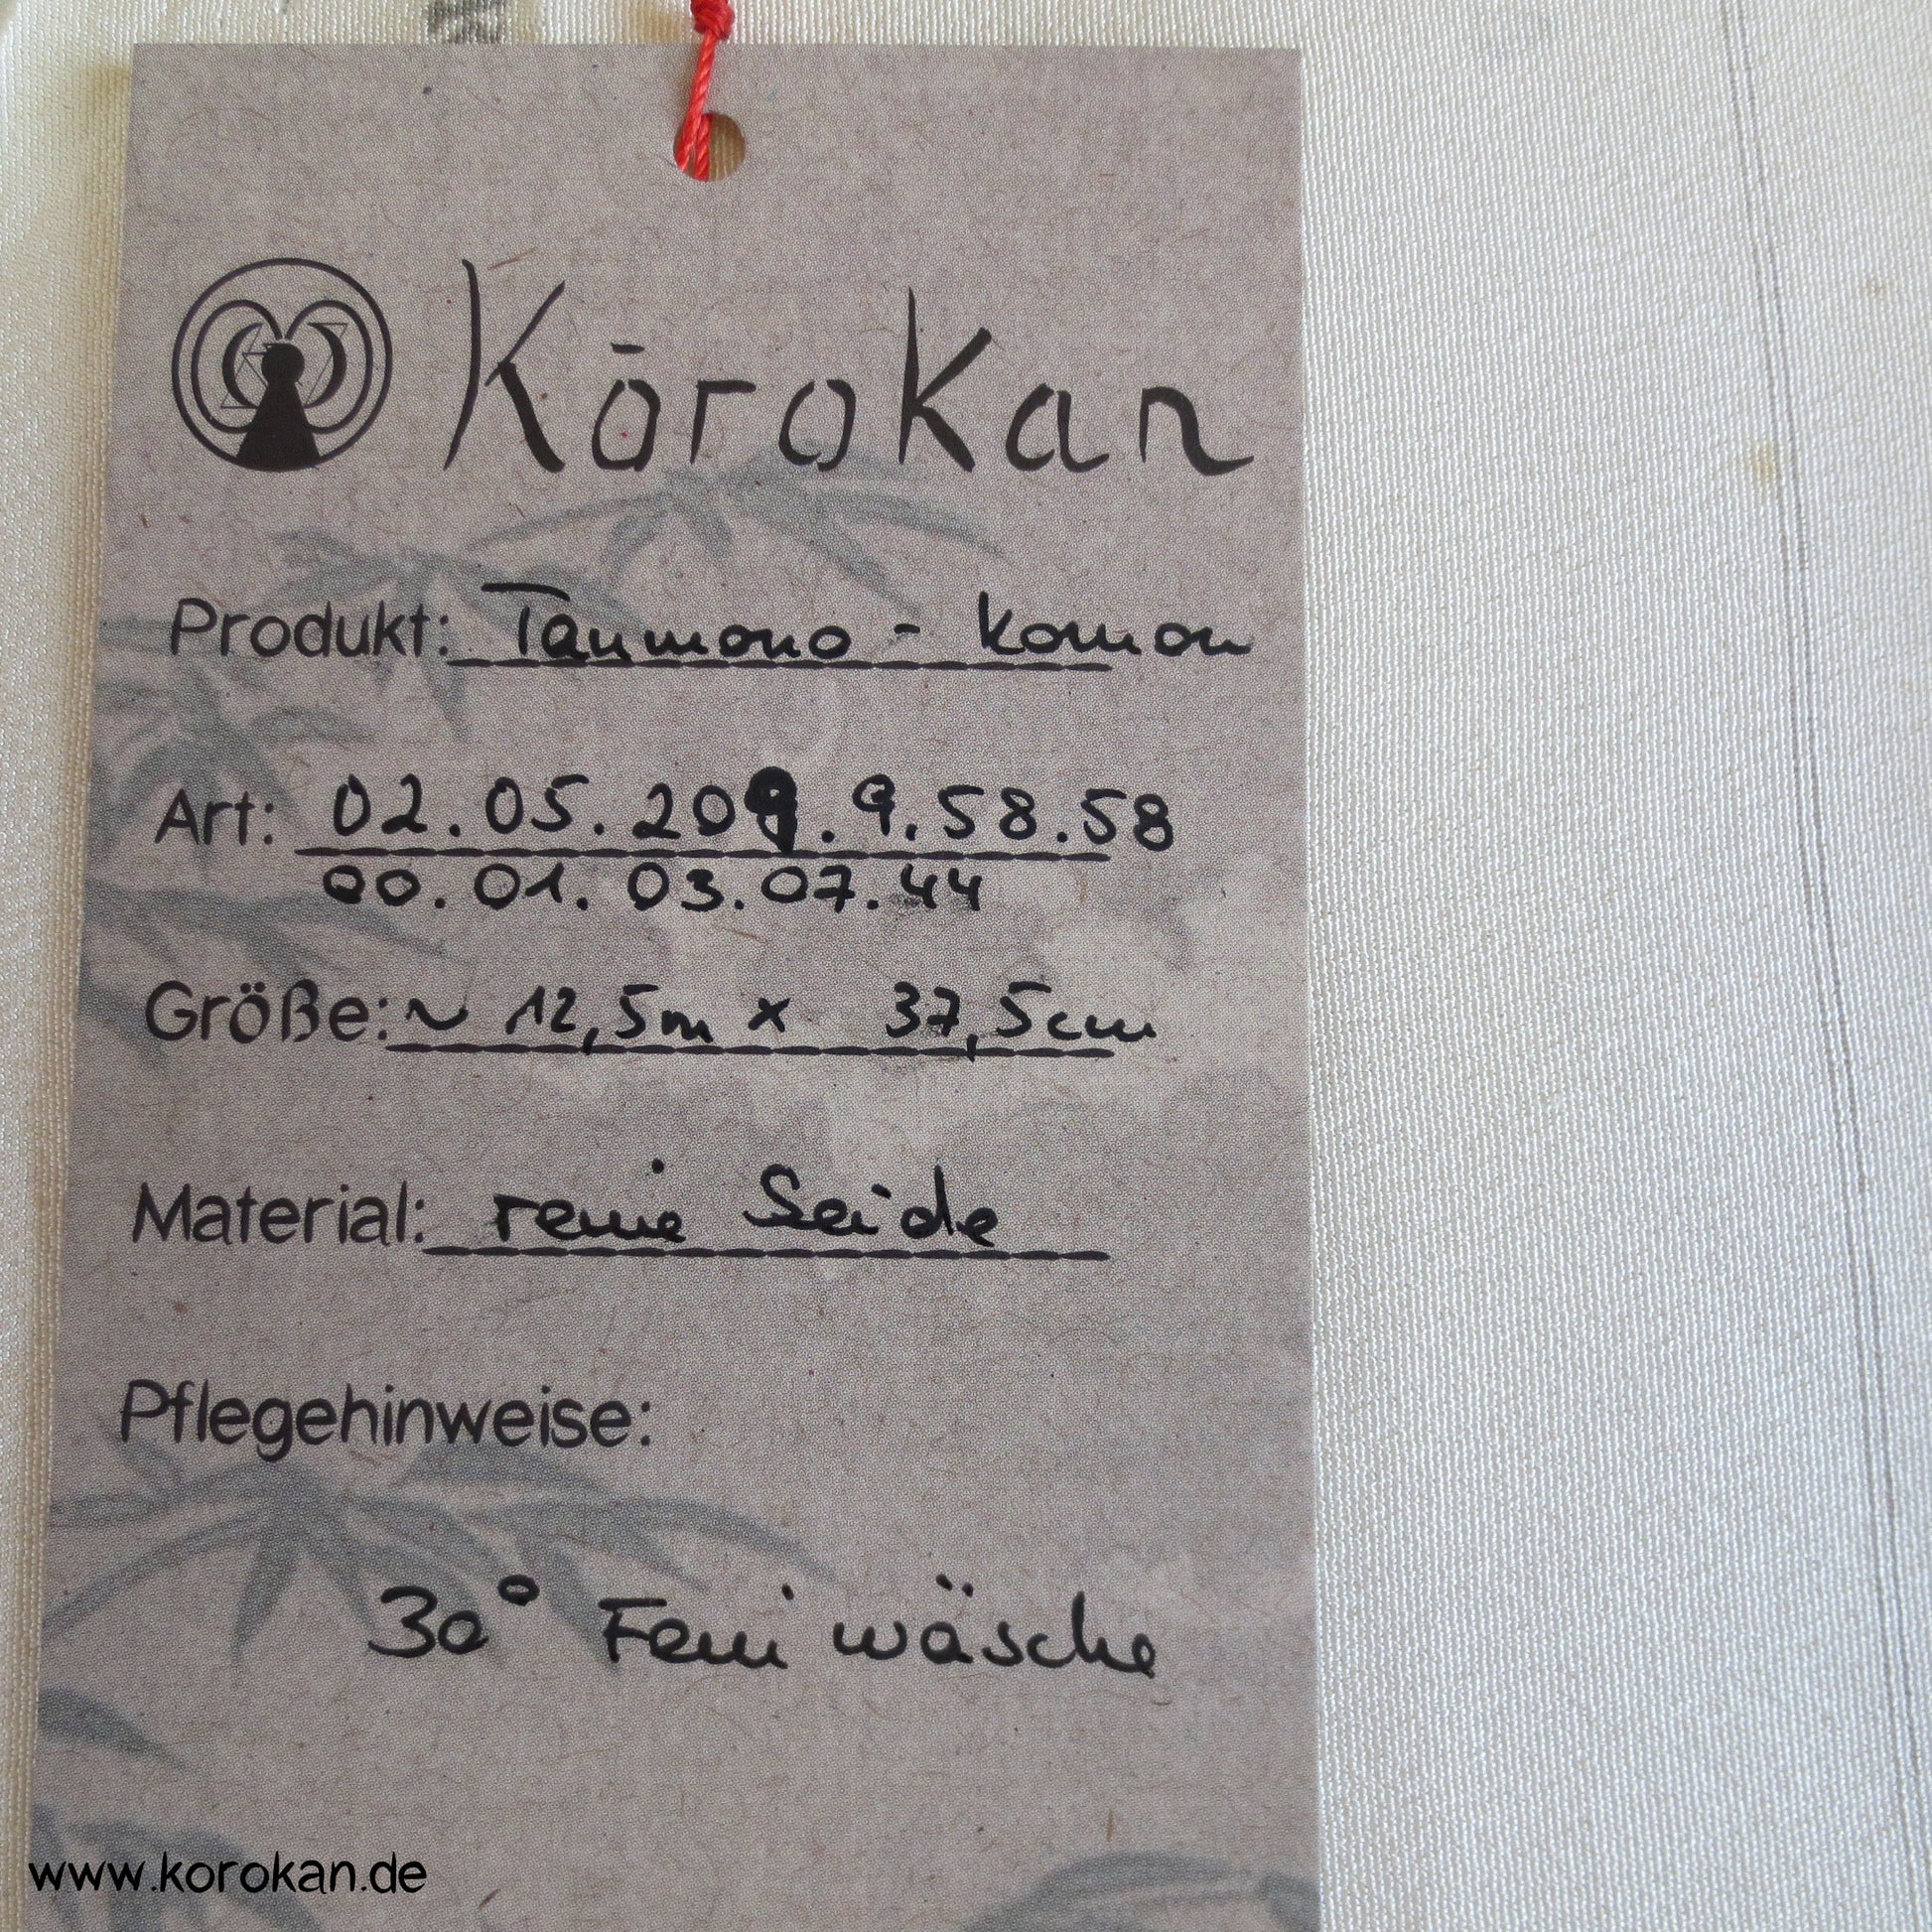 Kōrokan
Produkt: Tanmono - Komon
Art: 02.05.209.9.58.58
00.01.03.07.44
Größe: ~ 12,5m x 37,5cm
Material: reine Seide
Pflegehinweise:
30° Feinwäsche
www.korokan.de